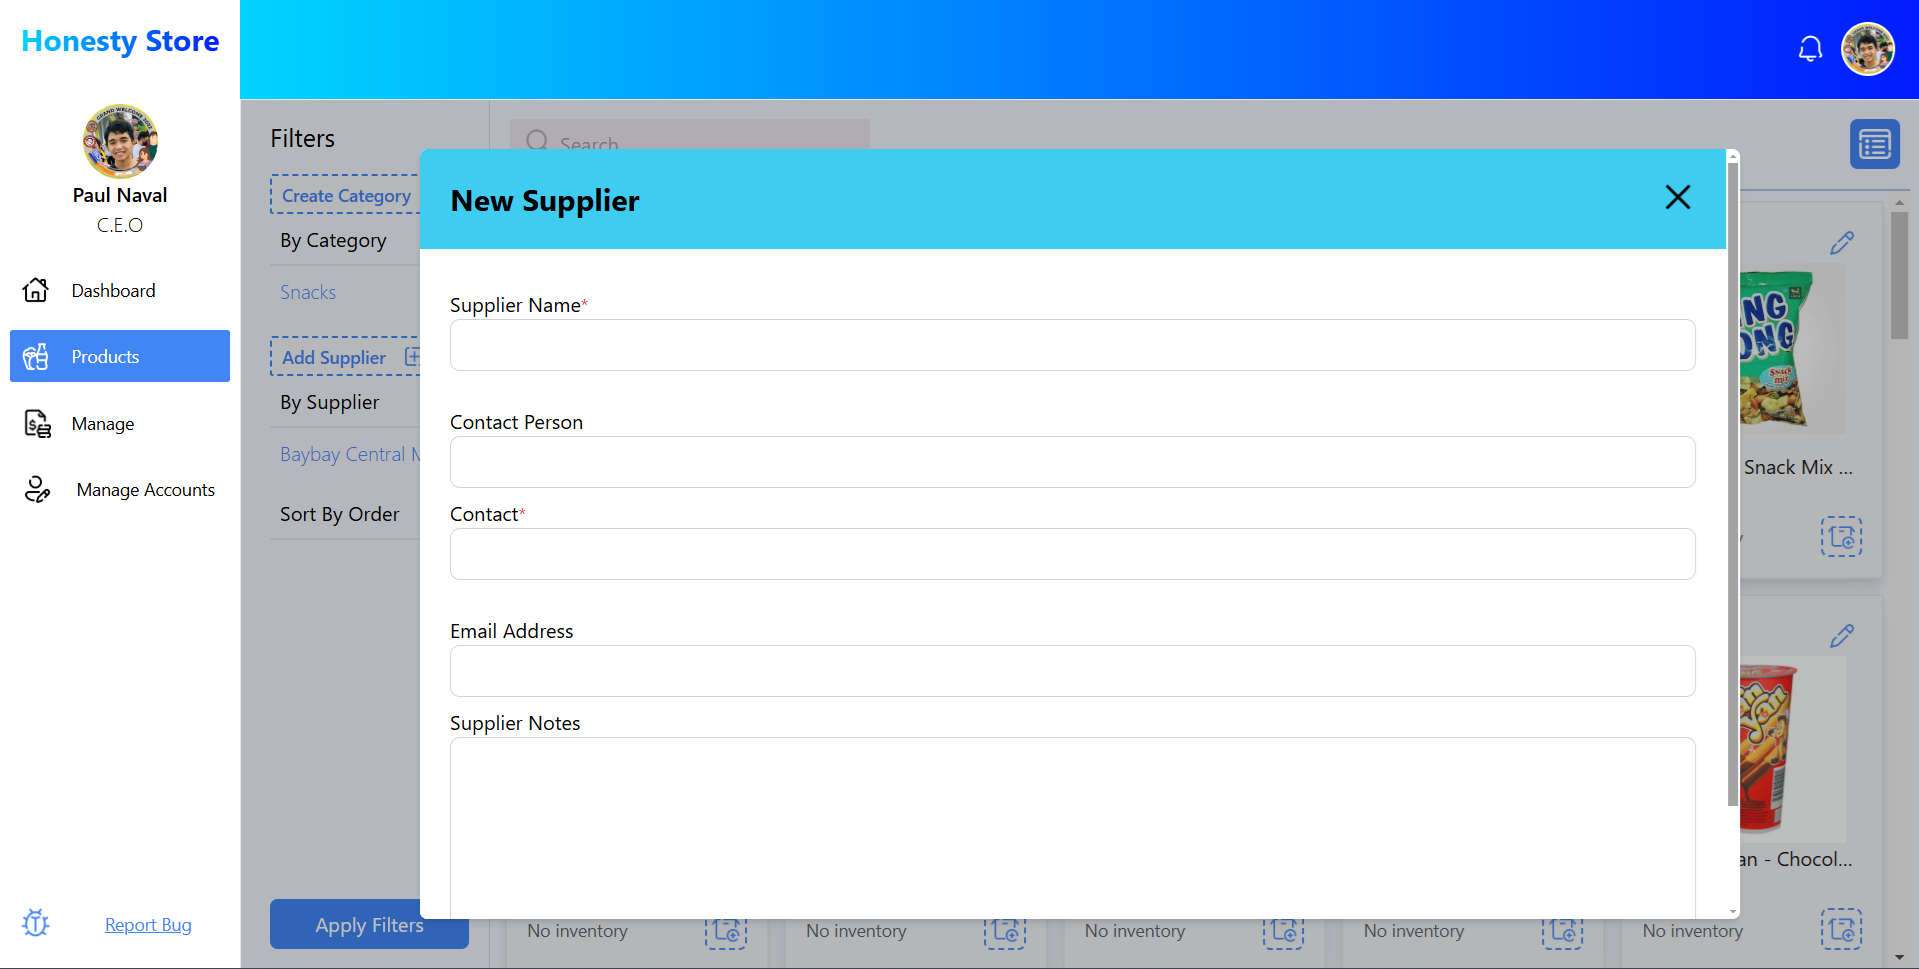 Honesty Store
Paul Naval
C.E.O
Dashboard
Products
Manage
Manage Accounts
Report Bug
Filters
Create Category
By Category
Snacks
Add Supplier
By Supplier
Baybay Central
Sort By Order
Apply Filters
Search
New Supplier
Supplier Name*
Contact Person
Contact*
Email Address
Supplier Notes
Snack Mix ...
an - Chocol...
No inventory
No inventory
No inventory
No inventory
No inventory